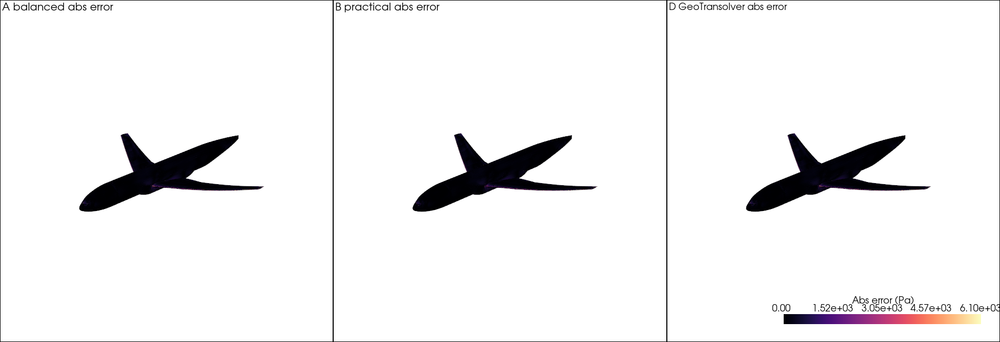 A balanced abs error
B practical abs error
D GeoTransolver abs error
Abs error (Pa)
0.00 1.52e+03 3.05e+03 4.57e+03 6.10e+03